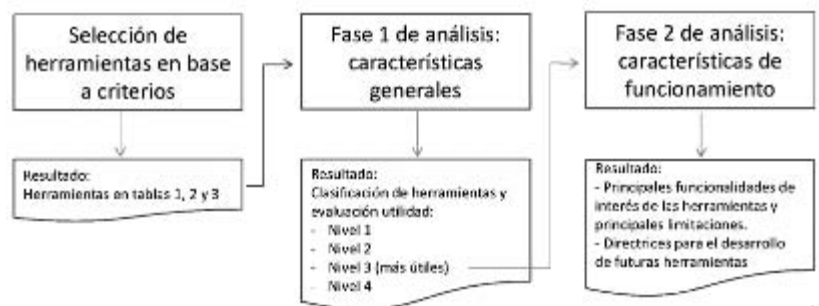 Selección de
herramientas en base
a criterios
Resultado:
Herramientas en tablas 1, 2 y 3
Fase 1 de análisis:
características
generales
Resultado:
Clasificación de herramientas y
evaluación utilidad:
- Nivel 1
- Nivel 2
- Nivel 3 (más útiles)
- Nivel 4
Fase 2 de análisis:
características de
funcionamiento
Resultado:
- Principales funcionalidades de
interés de las herramientas y
principales limitaciones.
- Directrices para el desarrollo
de futuras herramientas